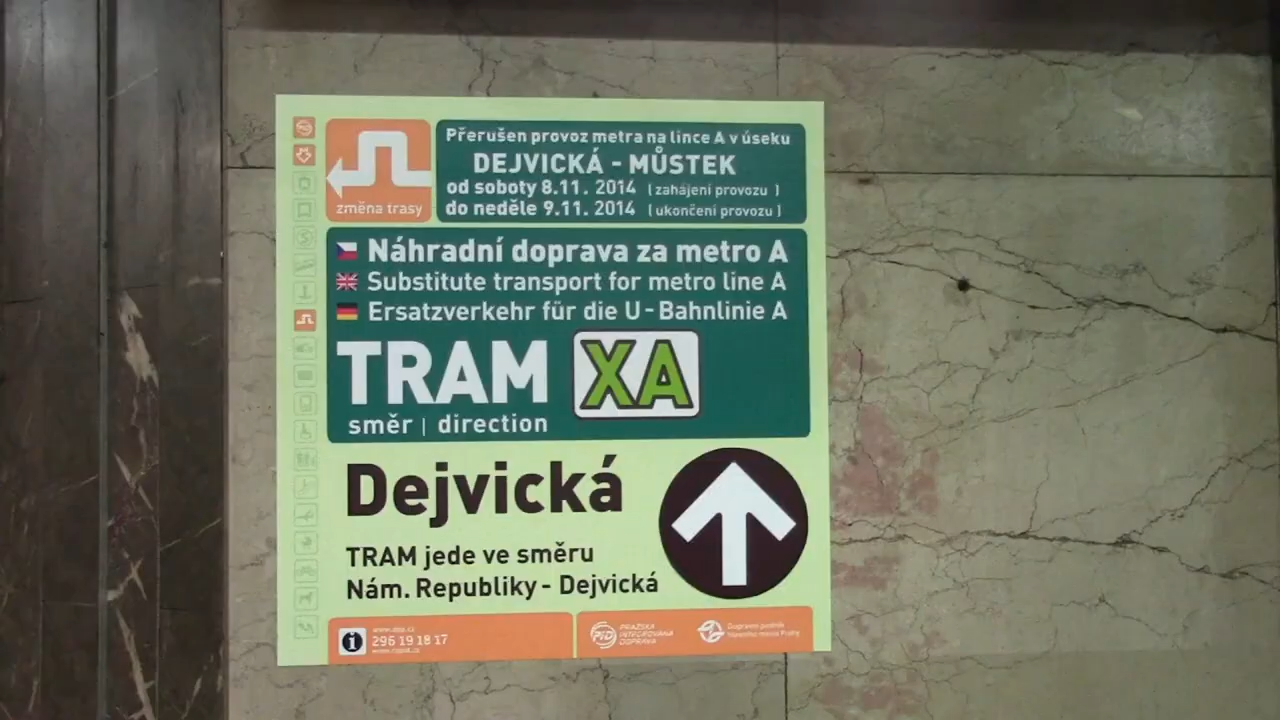 změna trasy
Přerušen provoz metra na lince A v úseku
DEJVICKÁ - MŮSTEK
od soboty 8.11. 2014 ( zahájení provozu )
do neděle 9.11. 2014 ( ukončení provozu )
Náhradní doprava za metro A
Substitute transport for metro line A
Ersatzverkehr für die U-Bahnlinie A
TRAM XA
směr | direction
Dejvická
TRAM jede ve směru
Nám. Republiky - Dejvická
www.dpp.cz
296 19 18 17
www.ropid.cz
PID PRAŽSKÁ
INTEGROVANÁ
DOPRAVA
Dopravní podnik
hlavního města Prahy